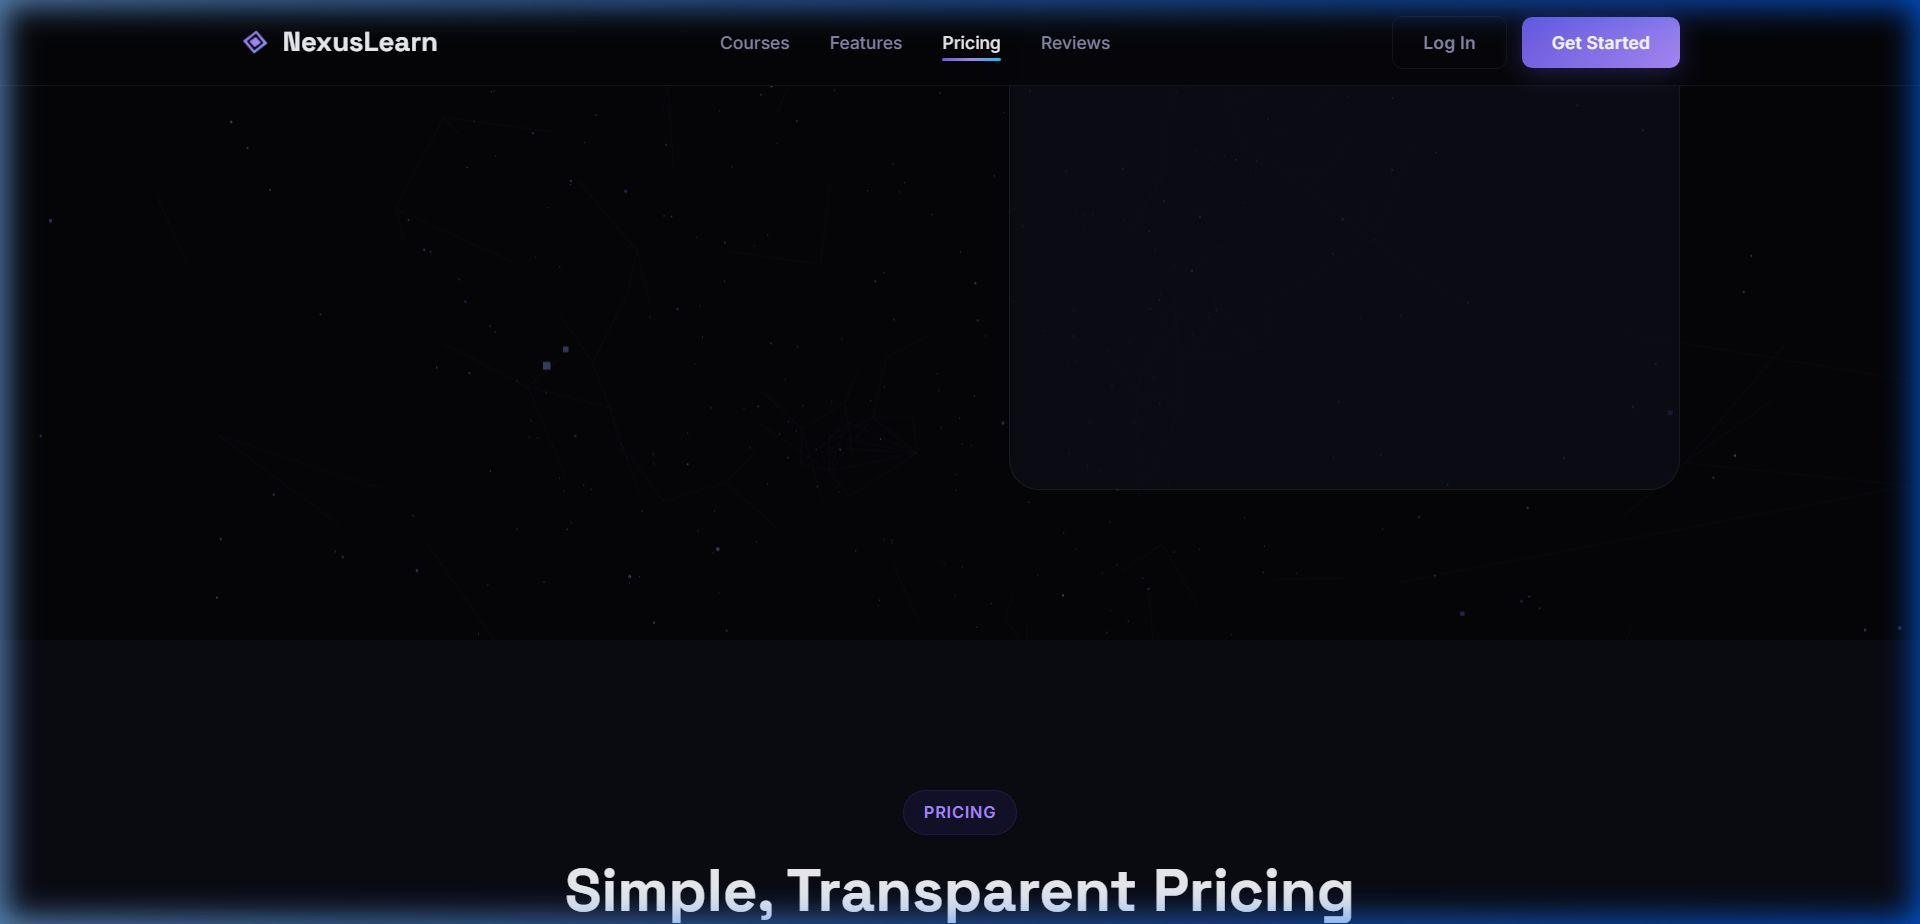 NexusLearn
Courses
Features
Pricing
Reviews
Log In
Get Started
PRICING
Simple, Transparent Pricing